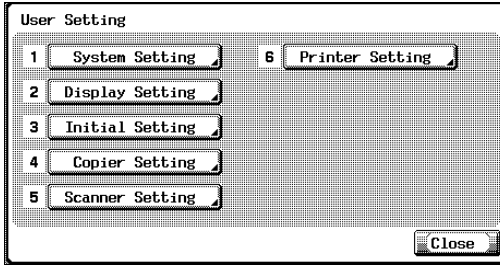 User Setting
1 System Setting
2 Display Setting
3 Initial Setting
4 Copier Setting
5 Scanner Setting
6 Printer Setting
Close